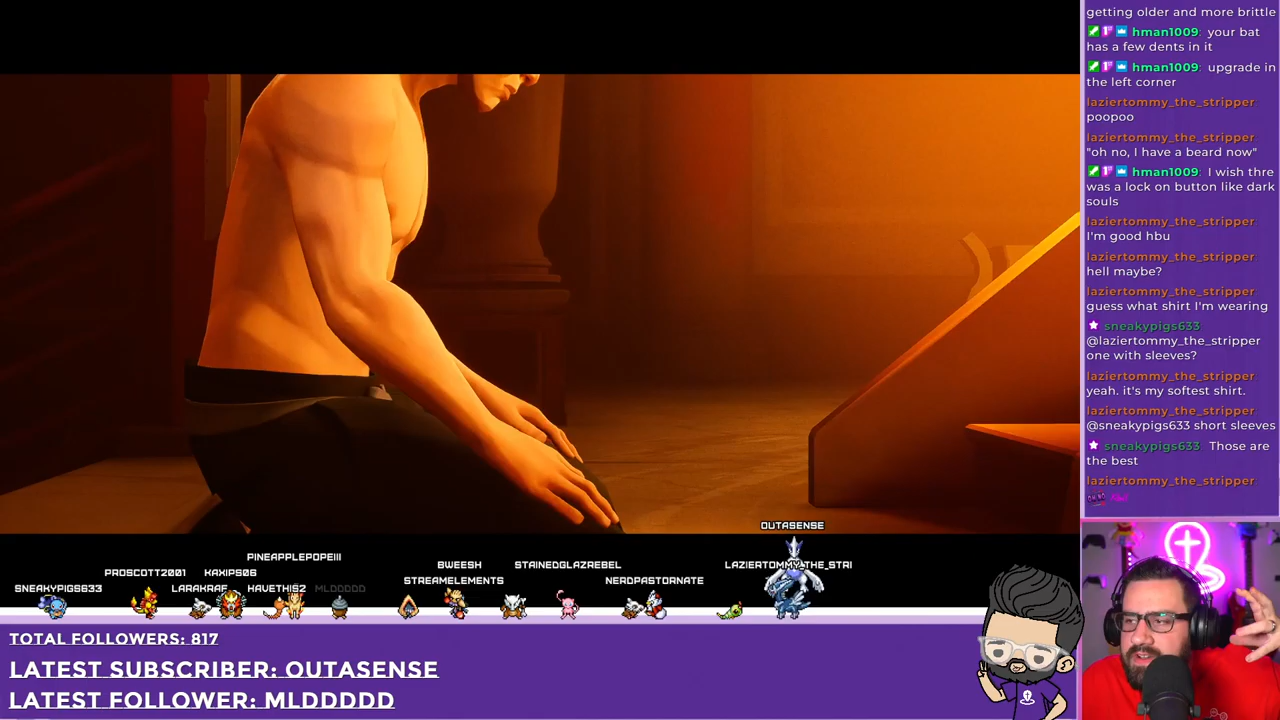 getting older and more brittle
hman1009: your bat
has a few dents in it
hman1009: upgrade in
the left corner
laziertommy_the_stripper:
poopoo
laziertommy_the_stripper:
"oh no, I have a beard now"
hman1009: I wish thre
was a lock on button like dark
souls
laziertommy_the_stripper:
I'm good hbu
laziertommy_the_stripper:
hell maybe?
laziertommy_the_stripper:
guess what shirt I'm wearing
sneakypigs633:
@laziertommy_the_stripper
one with sleeves?
laziertommy_the_stripper:
yeah. it's my softest shirt.
laziertommy_the_stripper:
@sneakypigs633 short sleeves
sneakypigs633: Those are
the best
laziertommy_the_stripper:
OUTASENSE
PINEAPPLEPOPEIII
BWEESH
STAINEDGLAZREBEL
LAZIERTOMMY_THE_STRI
PROSCOTT2001
KAXIP508
STREAMELEMENTS
NERDPASTORNATE
SNEAKYPIGS633
LARAKRAF
KAVETHIS2
MLDDDDD
TOTAL FOLLOWERS: 817
LATEST SUBSCRIBER: OUTASENSE
LATEST FOLLOWER: MLDDDDD